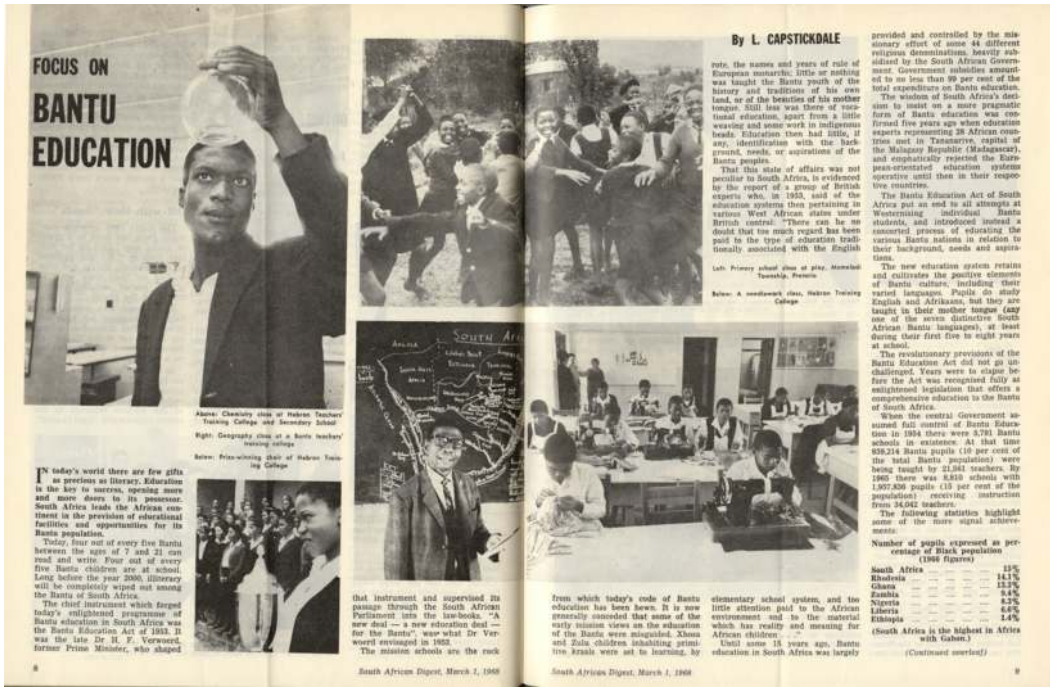 FOCUS ON
BANTU
EDUCATION
Above: Chemistry class at Hebron Teachers'
Training College and Secondary School
Right: Geography class at a Bantu teachers'
training college
Below: Prize-winning choir of Hebron Train-
ing College
IN today's world there are few gifts
as precious as literacy. Education
is the key to success, opening more
and more doors to its possessor.
South Africa leads the African con-
tinent in the provision of educational
facilities and opportunities for its
Bantu population.
Today, four out of every five Bantu
between the ages of 7 and 21 can
read and write. Four out of every
five Bantu children are at school.
Long before the year 2000, illiteracy
will be completely wiped out among
the Bantu of South Africa.
The chief instrument which forged
today's enlightened programme of
Bantu education in South Africa was
the Bantu Education Act of 1953. It
was the late Dr H. F. Verwoerd,
former Prime Minister, who shaped
that instrument and supervised its
passage through the South African
Parliament into the law-books. "A
new deal — a new education deal —
for the Bantu", was what Dr Ver-
woerd envisaged in 1953.
The mission schools are the rock
8
South African Digest, March 1, 1968
SOUTH AFR
ANGOLA
By L. CAPSTICKDALE
from which today's code of Bantu
education has been hewn. It is now
generally conceded that some of the
early mission views on the education
of the Bantu were misguided. Xhosa
and Zulu children inhabiting primi-
tive kraals were set to learning, by
rote, the names and years of rule of
European monarchs; little or nothing
was taught the Bantu youth of the
history and traditions of his own
land, or of the beauties of his mother
tongue. Still less was there of voca-
tional education, apart from a little
weaving and some work in indigenous
beads. Education then had little, if
any, identification with the back-
ground, needs, or aspirations of the
Bantu peoples.
That this state of affairs was not
peculiar to South Africa, is evidenced
by the report of a group of British
experts who, in 1953, said of the
education systems then pertaining in
various West African states under
British control: "There can be no
doubt that too much regard has been
paid to the type of education tradi-
tionally associated with the English
Left: Primary school class at play, Mamelodi
Township, Pretoria
Below: A needlework class, Hebron Training
College
elementary school system, and too
little attention paid to the African
environment and to the material
which has reality and meaning for
African children . . ."
Until some 15 years ago, Bantu
education in South Africa was largely
provided and controlled by the mis-
sionary effort of some 44 different
religious denominations, heavily sub-
sidised by the South African Govern-
ment. Government subsidies amount-
ed to no less than 99 per cent of the
total expenditure on Bantu education.
The wisdom of South Africa's deci-
sion to insist on a more pragmatic
form of Bantu education was con-
firmed five years ago when education
experts representing 28 African coun-
tries met in Tananarive, capital of
the Malagasy Republic (Madagascar),
and emphatically rejected the Euro-
pean-orientated education systems
operative until then in their respec-
tive countries.
The Bantu Education Act of South
Africa put an end to all attempts at
Westernising individual Bantu
students, and introduced instead a
concerted process of educating the
various Bantu nations in relation to
their background, needs and aspira-
tions.
The new education system retains
and cultivates the positive elements
of Bantu culture, including their
varied languages. Pupils do study
English and Afrikaans, but they are
taught in their mother tongue (any
one of the seven distinctive South
African Bantu languages), at least
during their first five to eight years
at school.
The revolutionary provisions of the
Bantu Education Act did not go un-
challenged. Years were to elapse be-
fore the Act was recognised fully as
enlightened legislation that offers a
comprehensive education to the Bantu
of South Africa.
When the central Government as-
sumed full control of Bantu Educa-
tion in 1954 there were 5,701 Bantu
schools in existence. At that time
Bantu pupils (10 per cent of
the total Bantu population) were
being taught by teachers. By
1965 there was 8,810 schools with
1,957,836 pupils (15 per cent of the
population) receiving instruction
from 34,042 teachers.
The following statistics highlight
some of the more signal achieve-
ments:
Number of pupils expressed as per-
centage of Black population
(1966 figures)
South Africa 15%
Rhodesia 14.1%
Ghana
Zambia 9.4%
Nigeria
Liberia
Ethiopia 1.4%
(South Africa is the highest in Africa
with Gabon.)
(Continued overleaf)
South African Digest, March 1, 1968
9